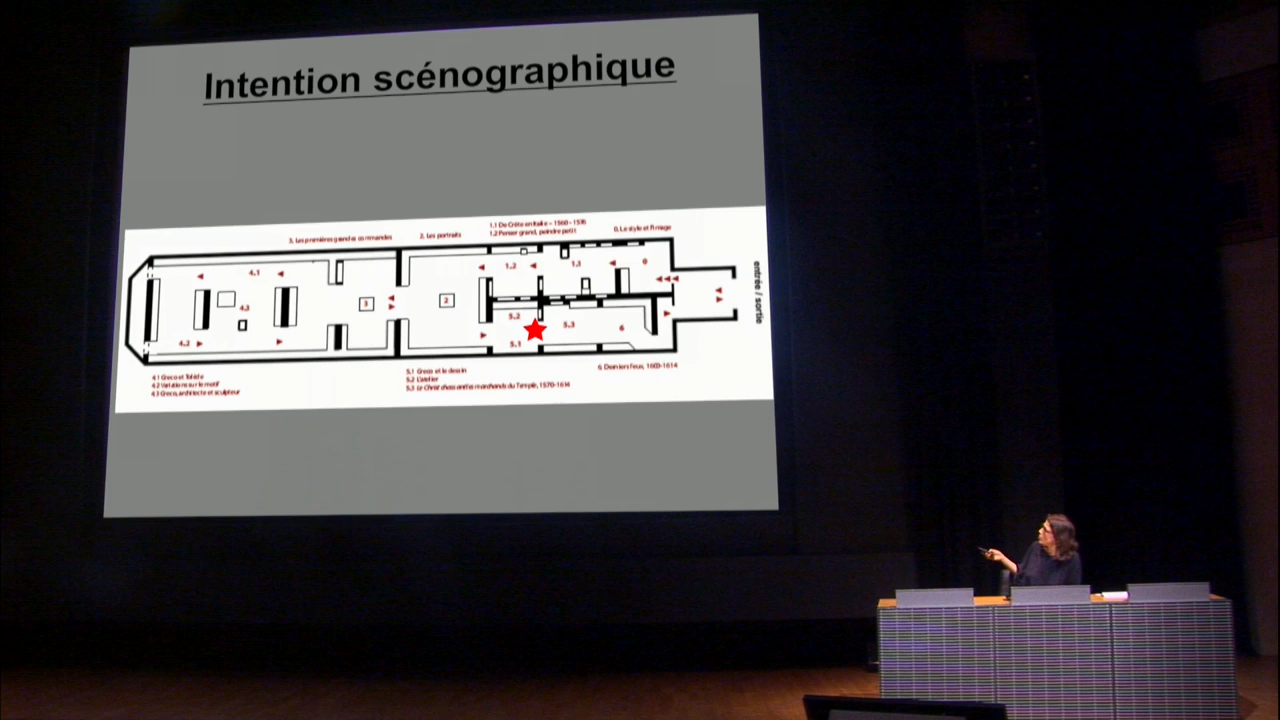 Intention scénographique
3. Les premières grandes commandes
2. Les portraits
1.1 De Crète en Italie – 1560 - 1576
1.2 Penser grand, peindre petit
0. Le style et l'image
entrée / sortie
4.1
1.2
1.1
0
4.3
3
2
5.2
5.3
6
4.2
5.1
4.1 Greco et Tolède
4.2 Variations sur le motif
4.3 Greco, architecte et sculpteur
5.1 Greco et le dessin
5.2 L'atelier
5.3 Le Christ chassant les marchands du Temple, 1570-1614
6. Derniers feux, 1600-1614